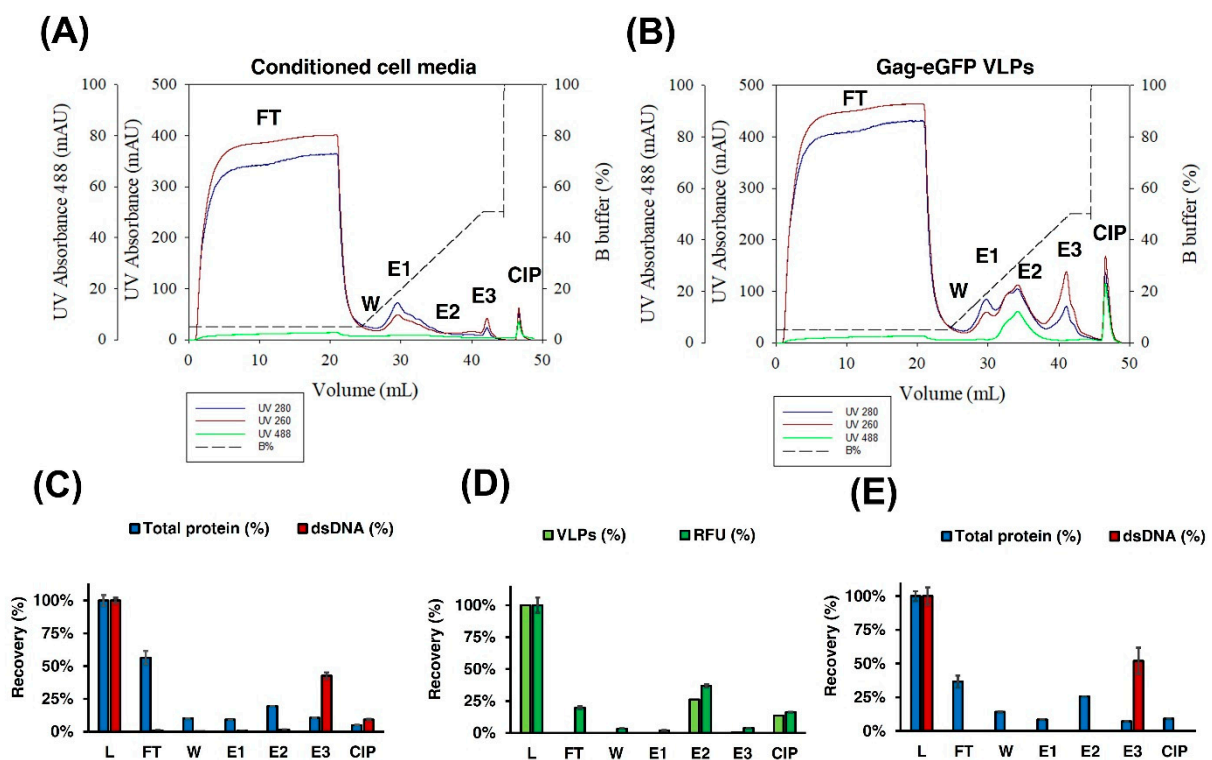 (A)
Conditioned cell media
UV Absorbance 488 (mAU)
100
80
60
40
20
0
UV Absorbance (mAU)
500
400
300
200
100
0
FT
W
E1
E2
E3
CIP
100
80
60
40
20
0
B buffer (%)
0
10
20
30
40
50
Volume (mL)
UV 280
UV 260
UV 488
B%
(B)
Gag-eGFP VLPs
UV Absorbance 488 (mAU)
100
80
60
40
20
0
UV Absorbance (mAU)
500
400
300
200
100
0
FT
W
E1
E2
E3
CIP
100
80
60
40
20
0
B buffer (%)
0
10
20
30
40
50
Volume (mL)
UV 280
UV 260
UV 488
B%
(C)
Total protein (%) dsDNA (%)
Recovery (%)
100%
75%
50%
25%
0%
L FT W E1 E2 E3 CIP
(D)
VLPs (%) RFU (%)
Recovery (%)
100%
75%
50%
25%
0%
L FT W E1 E2 E3 CIP
(E)
Total protein (%) dsDNA (%)
Recovery (%)
100%
75%
50%
25%
0%
L FT W E1 E2 E3 CIP